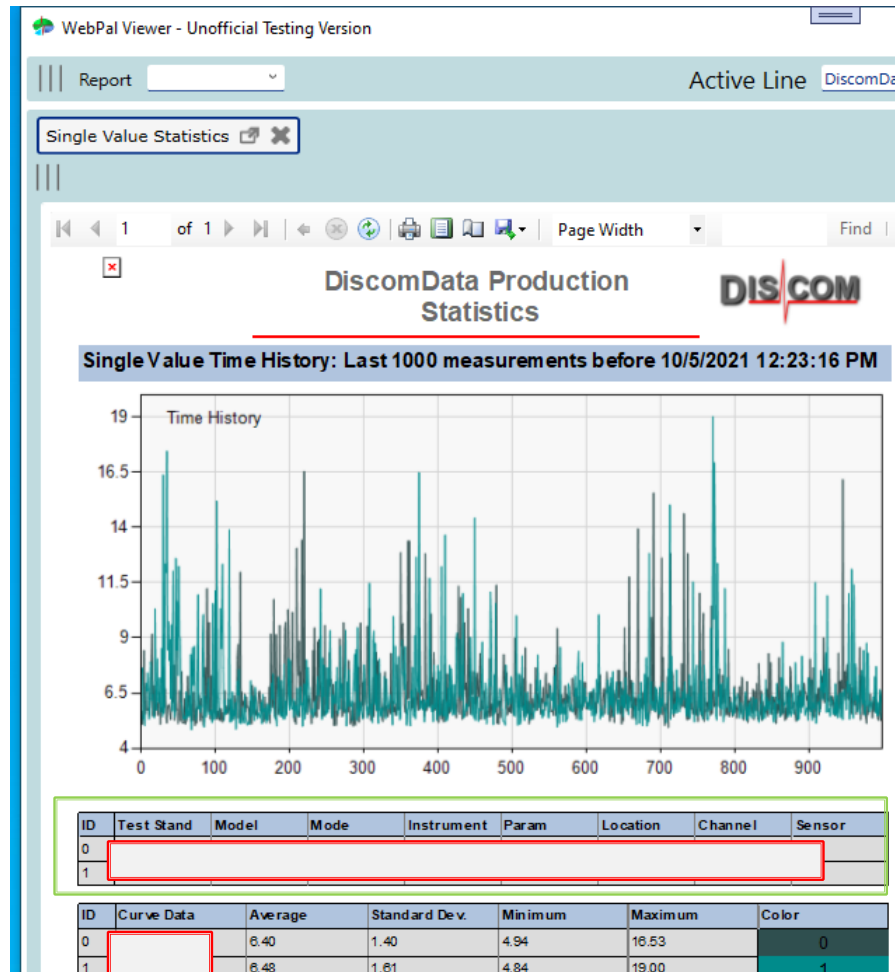 WebPal Viewer - Unofficial Testing Version
Report Active Line DiscomDa
Single Value Statistics
1 of 1 Page Width Find
DiscomData Production
Statistics
DISCOM
Single Value Time History: Last 1000 measurements before 10/5/2021 12:23:16 PM
Time History
19
16.5
14
11.5
9
6.5
4
0 100 200 300 400 500 600 700 800 900
ID Test Stand Model Mode Instrument Param Location Channel Sensor
0
1
ID Curve Data Average Standard Dev. Minimum Maximum Color
0 6.40 1.40 4.94 16.53 0
1 6.48 1.61 4.84 19.00 1